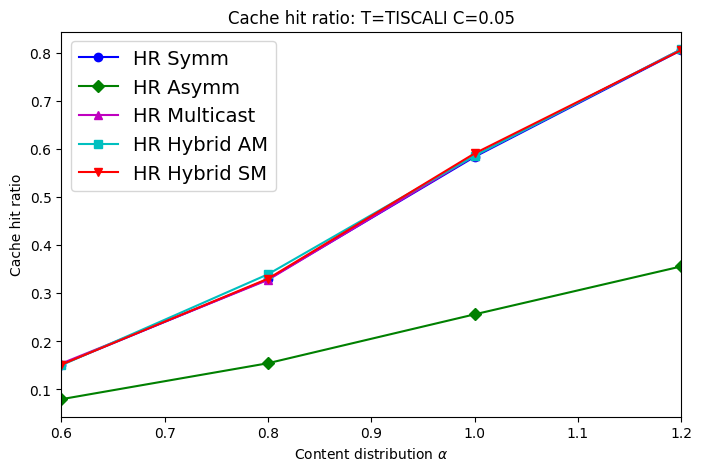 Cache hit ratio: T=TISCALI C=0.05
HR Symm
HR Asymm
HR Multicast
HR Hybrid AM
HR Hybrid SM
Cache hit ratio
0.8
0.7
0.6
0.5
0.4
0.3
0.2
0.1
0.6 0.7 0.8 0.9 1.0 1.1 1.2
Content distribution α